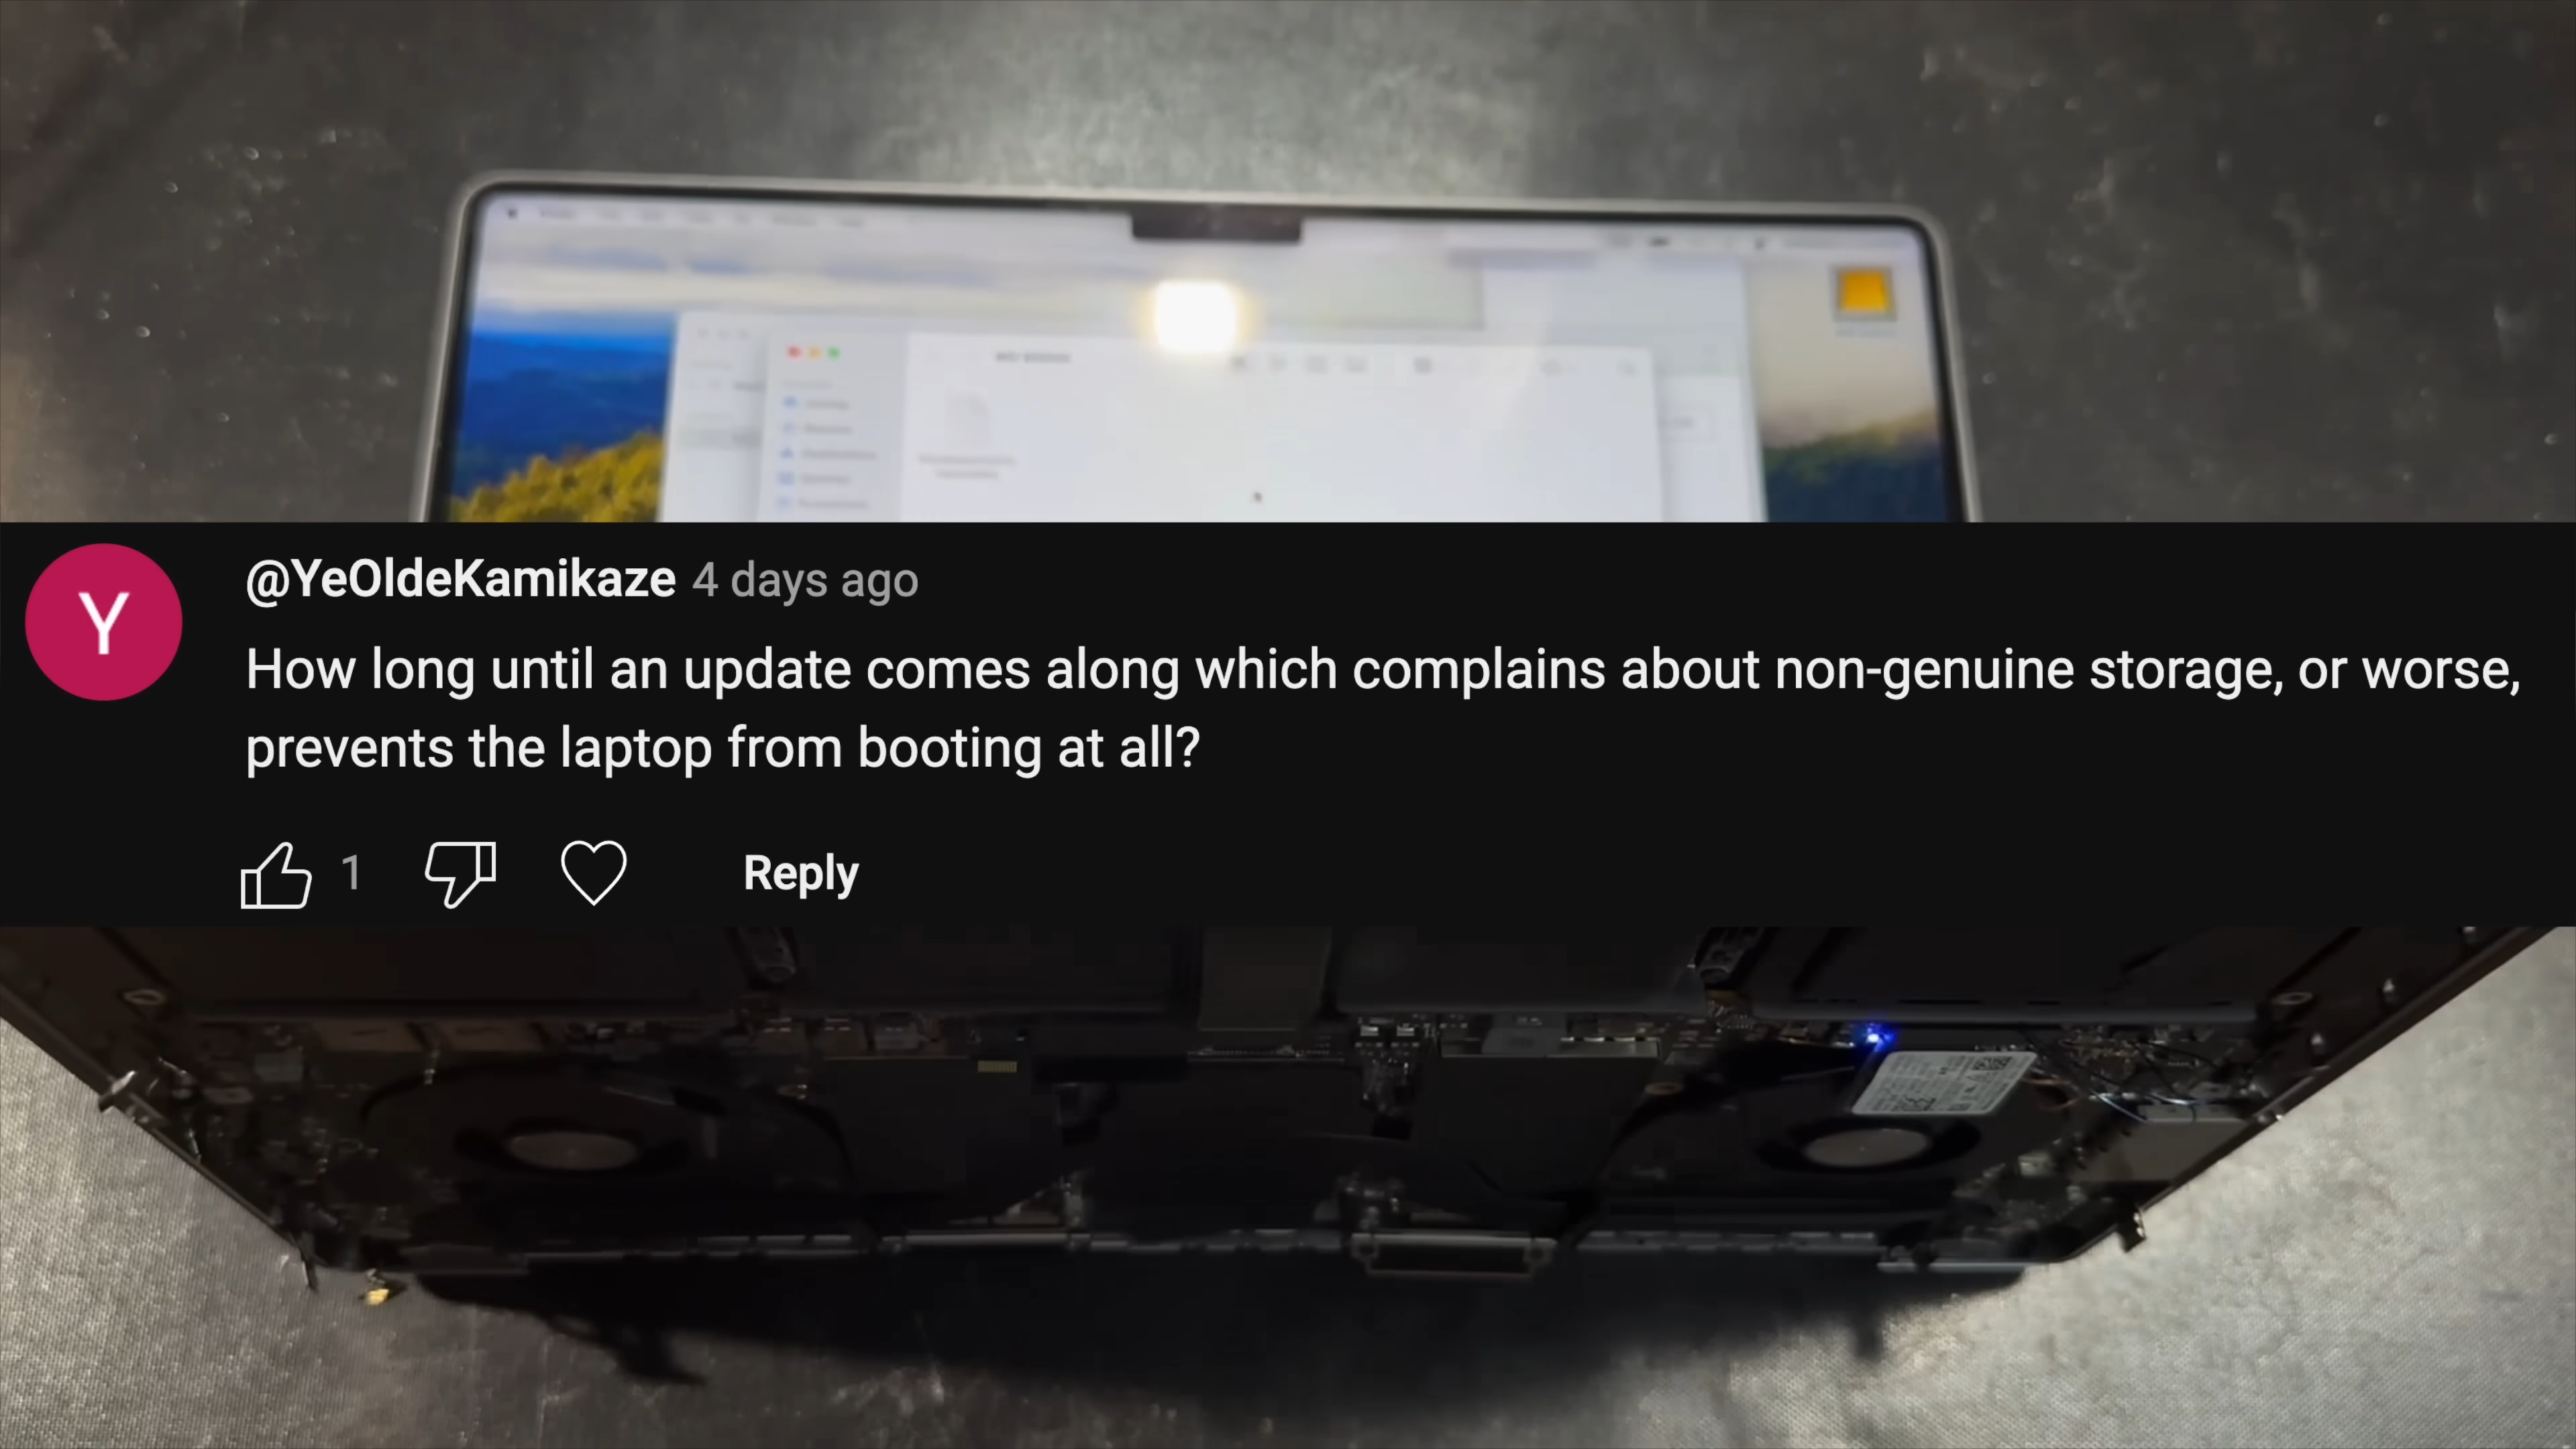 Y
@YeOldeKamikaze 4 days ago
How long until an update comes along which complains about non-genuine storage, or worse,
prevents the laptop from booting at all?
1
Reply